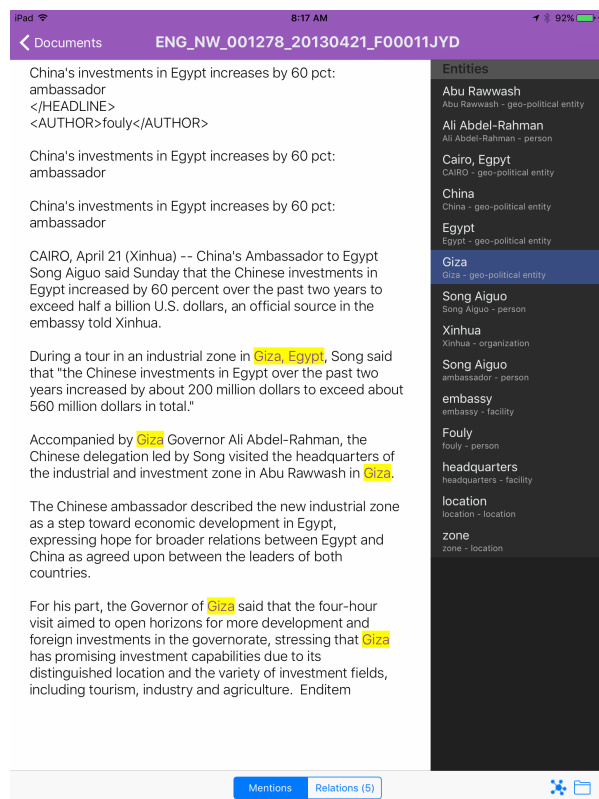 iPad 8:17 AM 92%
Documents ENG_NW_001278_20130421_F00011JYD
China's investments in Egypt increases by 60 pct:
ambassador
</HEADLINE>
<AUTHOR>fouly</AUTHOR>
China's investments in Egypt increases by 60 pct:
ambassador
China's investments in Egypt increases by 60 pct:
ambassador
CAIRO, April 21 (Xinhua) -- China's Ambassador to Egypt
Song Aiguo said Sunday that the Chinese investments in
Egypt increased by 60 percent over the past two years to
exceed half a billion U.S. dollars, an official source in the
embassy told Xinhua.
During a tour in an industrial zone in Giza, Egypt, Song said
that "the Chinese investments in Egypt over the past two
years increased by about 200 million dollars to exceed about
560 million dollars in total."
Accompanied by Giza Governor Ali Abdel-Rahman, the
Chinese delegation led by Song visited the headquarters of
the industrial and investment zone in Abu Rawwash in Giza.
The Chinese ambassador described the new industrial zone
as a step toward economic development in Egypt,
expressing hope for broader relations between Egypt and
China as agreed upon between the leaders of both
countries.
For his part, the Governor of Giza said that the four-hour
visit aimed to open horizons for more development and
foreign investments in the governorate, stressing that Giza
has promising investment capabilities due to its
distinguished location and the variety of investment fields,
including tourism, industry and agriculture.  Enditem
Entities
Abu Rawwash
Abu Rawwash - geo-political entity
Ali Abdel-Rahman
Ali Abdel-Rahman - person
Cairo, Egpyt
CAIRO - geo-political entity
China
China - geo-political entity
Egypt
Egypt - geo-political entity
Giza
Giza - geo-political entity
Song Aiguo
Song Aiguo - person
Xinhua
Xinhua - organization
Song Aiguo
ambassador - person
embassy
embassy - facility
Fouly
fouly - person
headquarters
headquarters - facility
location
location - location
zone
zone - location
Mentions Relations (5)